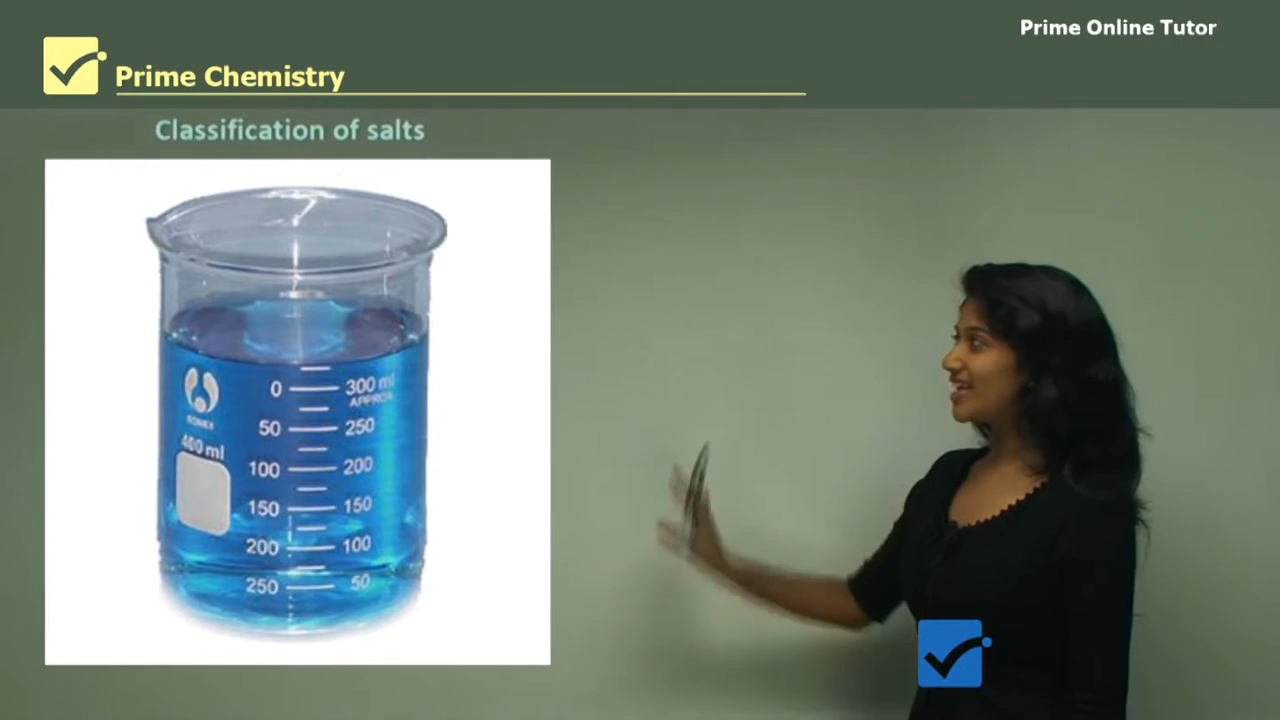 Prime Online Tutor
Prime Chemistry
Classification of salts
0 300 ml
APPROX
50 250
400 ml
100 200
150 150
200 100
250 50